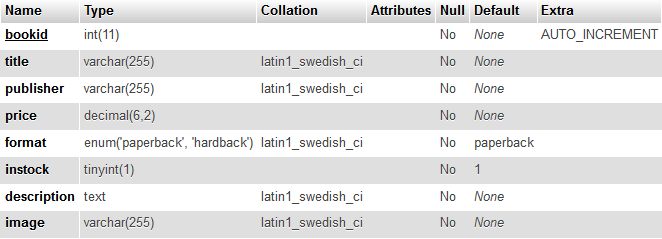 Name Type Collation Attributes Null Default Extra
bookid int(11) No None AUTO_INCREMENT
title varchar(255) latin1_swedish_ci No None
publisher varchar(255) latin1_swedish_ci No None
price decimal(6,2) No None
format enum('paperback', 'hardback') latin1_swedish_ci No paperback
instock tinyint(1) No 1
description text latin1_swedish_ci No None
image varchar(255) latin1_swedish_ci No None